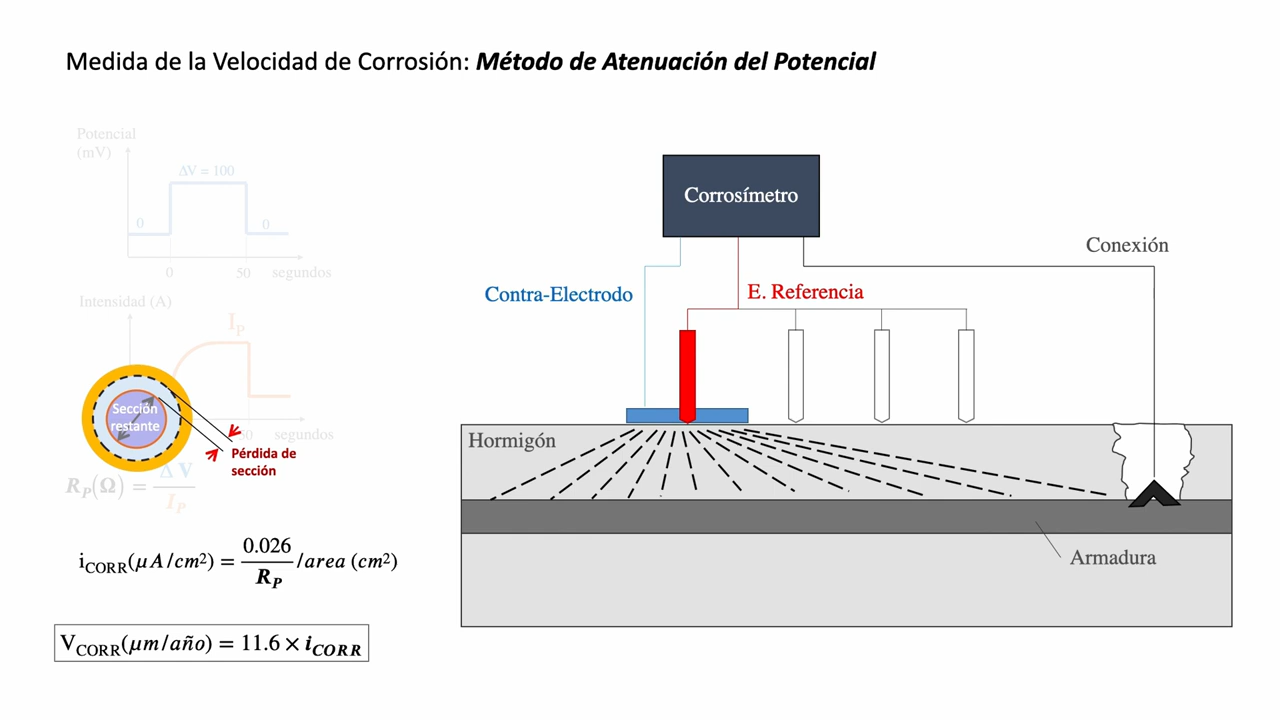 Medida de la Velocidad de Corrosión: Método de Atenuación del Potencial
Potencial
(mV)
ΔV = 100
0
0
0
50
segundos
Intensidad (A)
I_P
50
segundos
Sección
restante
Pérdida de
sección
R_P(Ω) = Δ V / I_P
i_CORR(μA/cm²) = 0.026 / R_P /area (cm²)
V_CORR(μm/año) = 11.6 × i_CORR
Corrosímetro
Conexión
Contra-Electrodo
E. Referencia
Hormigón
Armadura